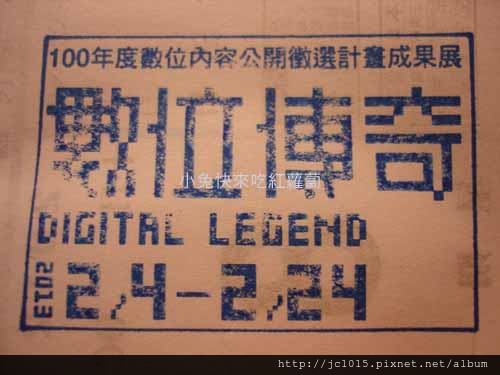 100年度數位內容公開徵選計畫成果展
數位傳奇
小兔快來吃紅蘿蔔
DIGITAL LEGEND
2013
2,4-2,24
http://jc1015.pixnet.net/album